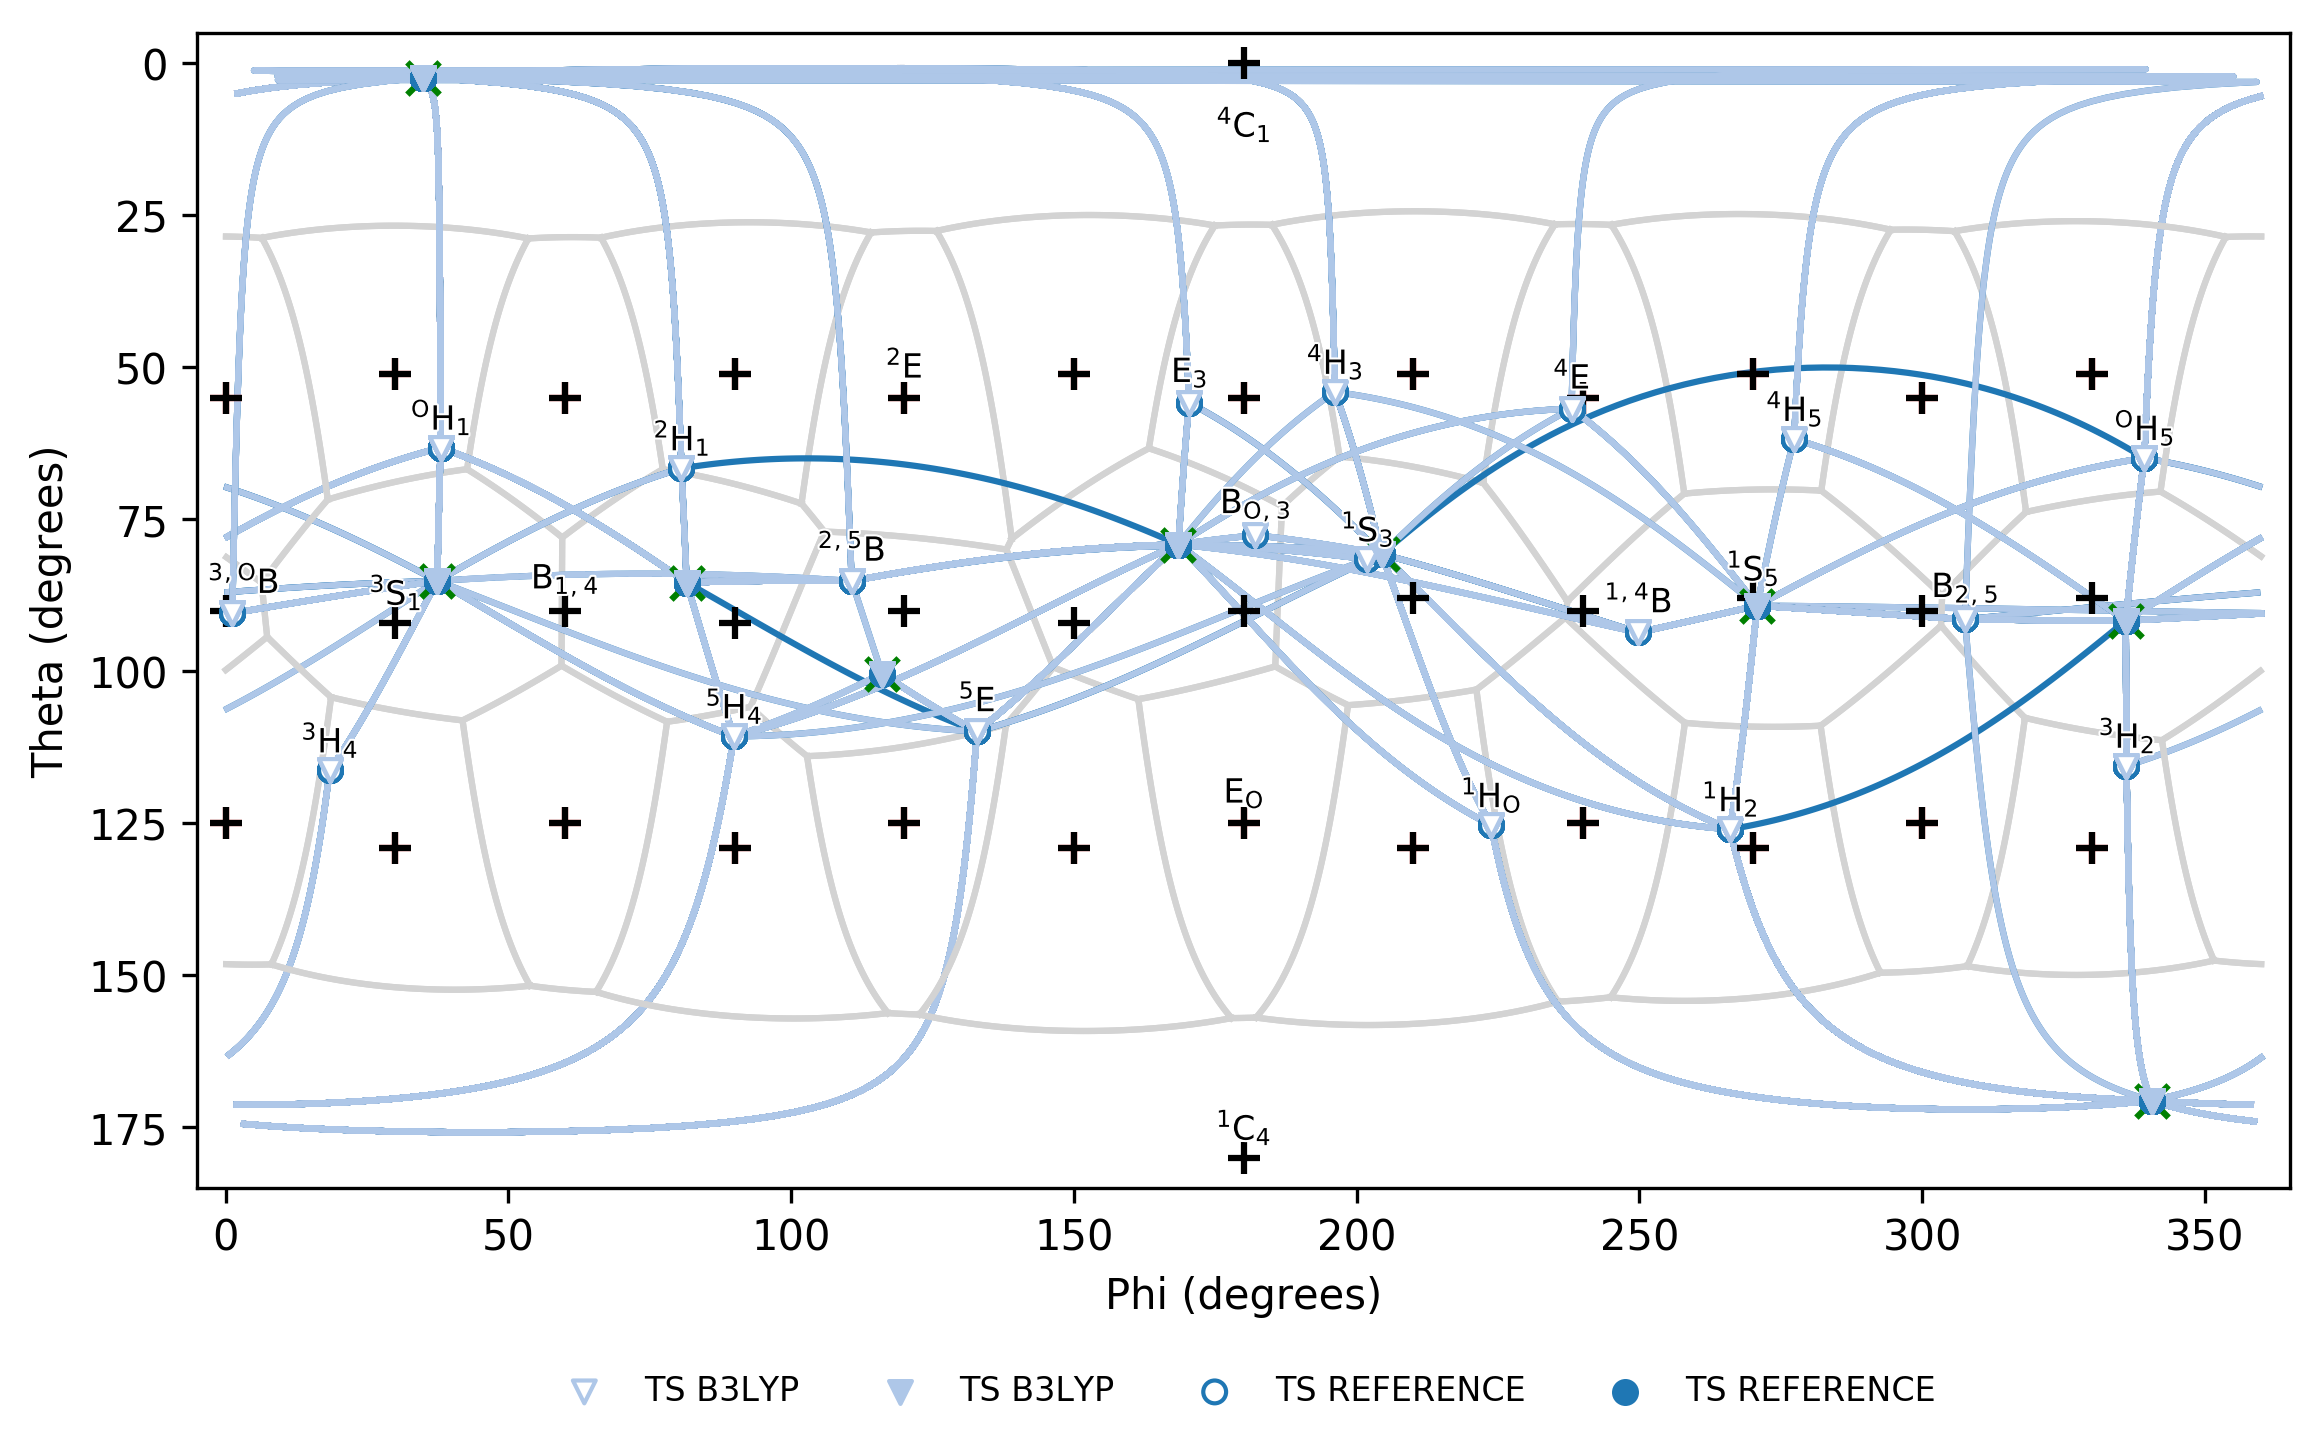 0
25
50
75
100
125
150
175
Theta (degrees)
⁴C₁
²E
E₃
⁴H₃
⁴E
ᴼH₁
²H₁
⁴H₅
ᴼH₅
B_O,₃
¹S₃
²,⁵B
³,ᴼB
³S₁
B₁,₄
¹S₅
¹,⁴B
B₂,₅
⁵H₄
⁵E
³H₄
³H₂
E_O
¹H_O
¹H₂
¹C₄
0 50 100 150 200 250 300 350
Phi (degrees)
TS B3LYP TS B3LYP TS REFERENCE TS REFERENCE